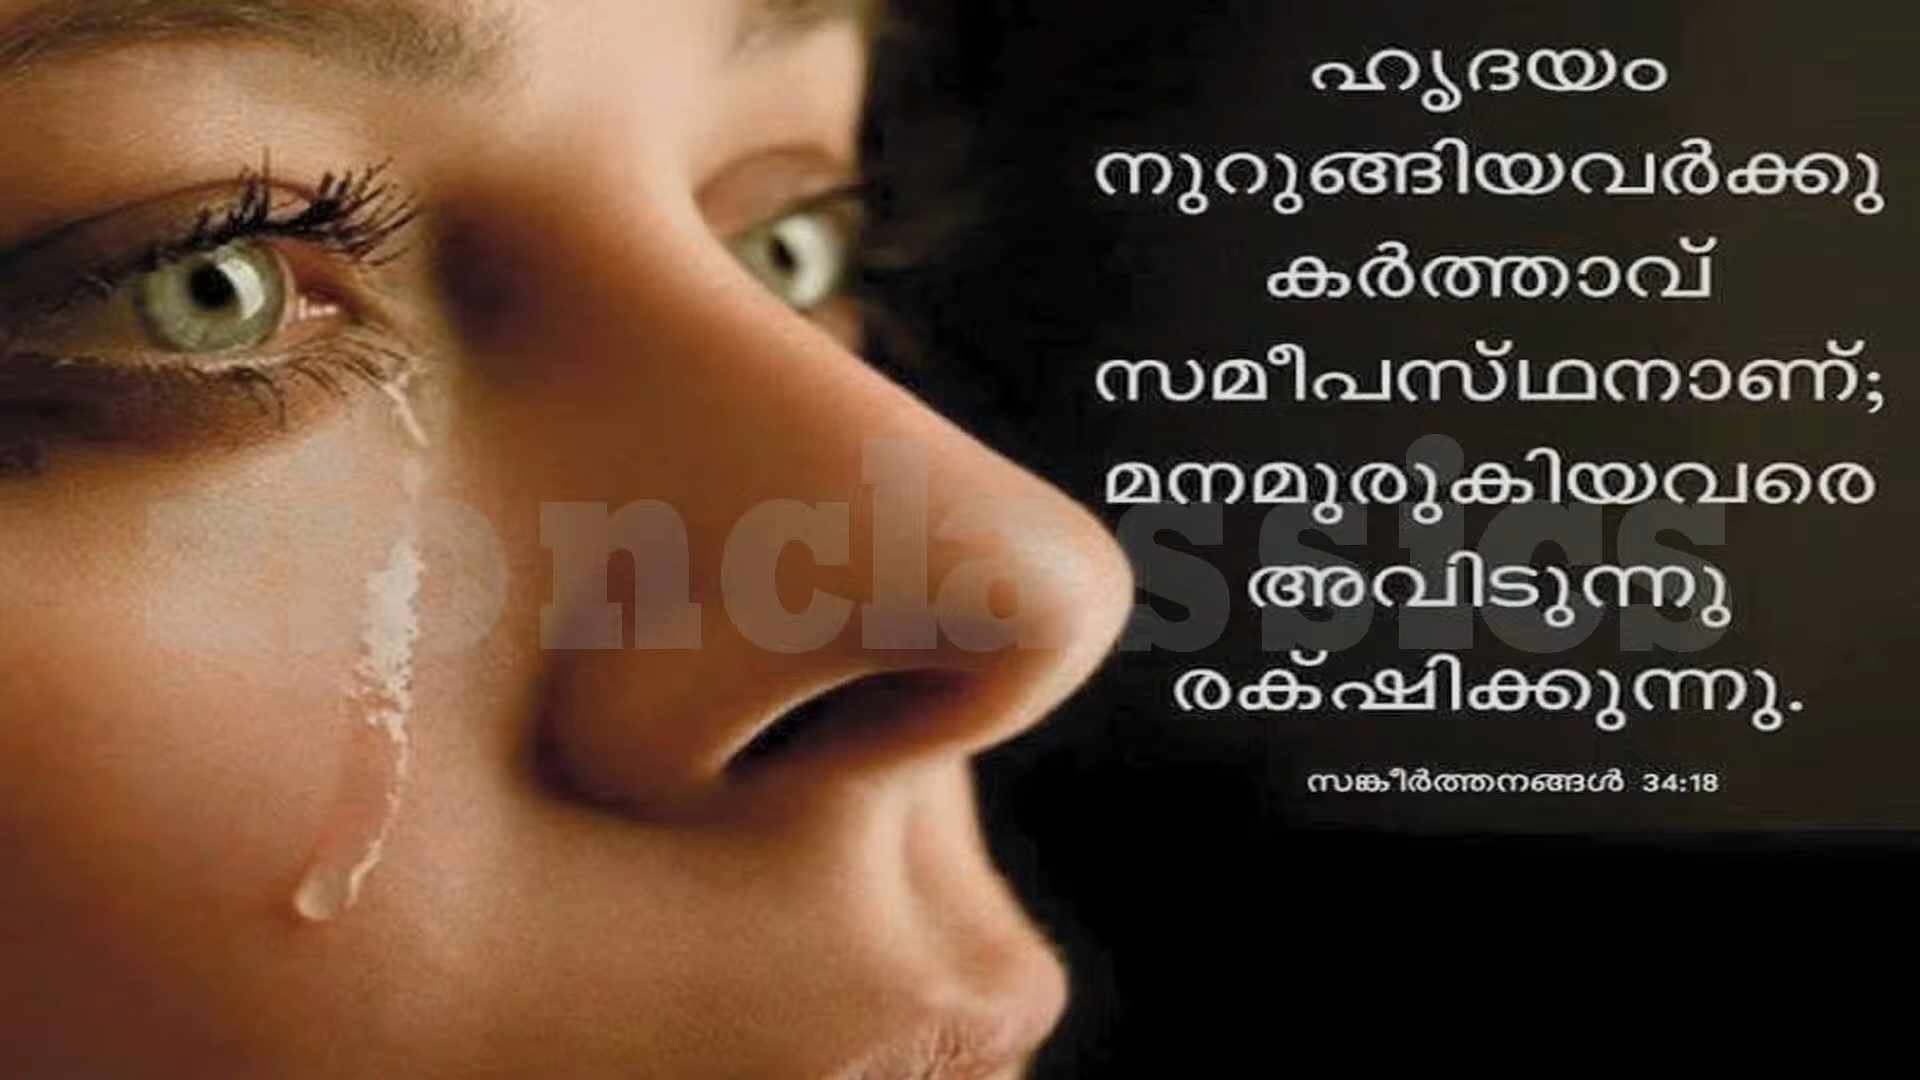 ഹൃദയം
നുറുങ്ങിയവർക്കു
കർത്താവ്
സമീപസ്ഥനാണ്;
മനമുരുകിയവരെ
അവിടുന്നു
രക്ഷിക്കുന്നു.
സങ്കീർത്തനങ്ങൾ 34:18